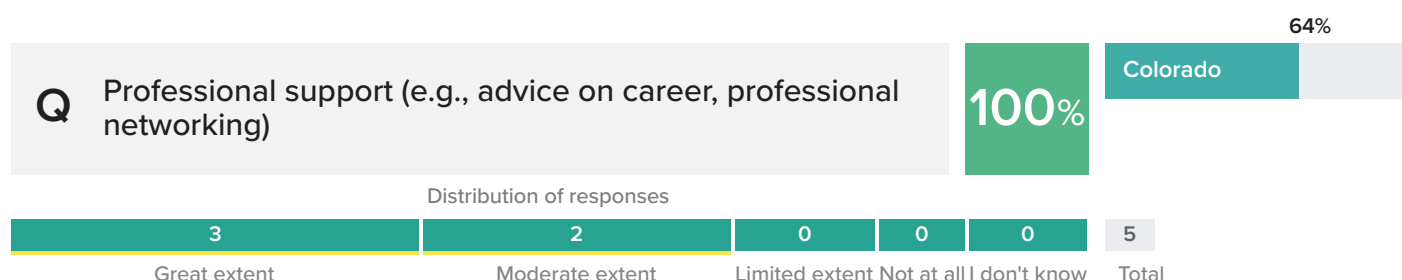 64%
Q
Professional support (e.g., advice on career, professional
networking)
100%
Colorado
Distribution of responses
3
2
0
0
0
5
Great extent
Moderate extent
Limited extent
Not at all
I don't know
Total